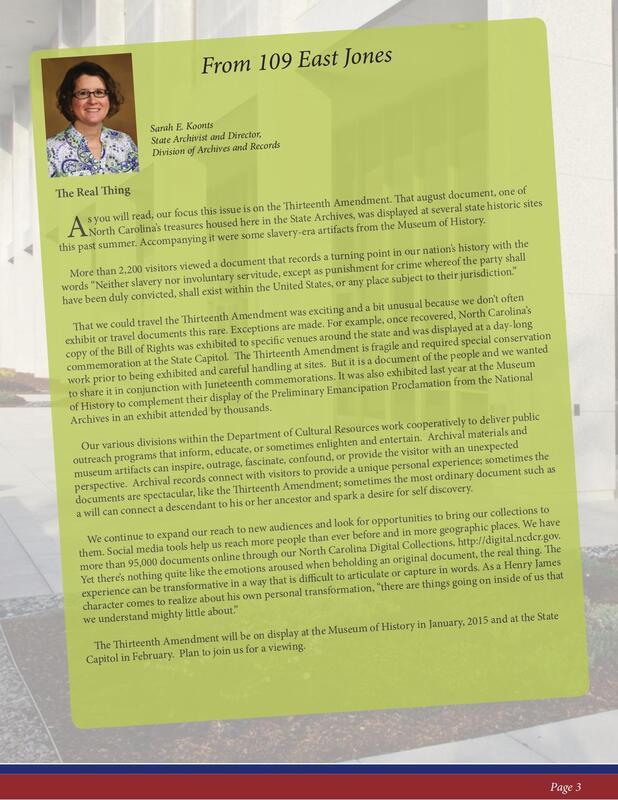 From 109 East Jones
Sarah E. Koonts
State Archivist and Director,
Division of Archives and Records
The Real Thing
As you will read, our focus this issue is on the Thirteenth Amendment. That august document, one of
North Carolina's treasures housed here in the State Archives, was displayed at several state historic sites
this past summer. Accompanying it were some slavery-era artifacts from the Museum of History.
More than 2,200 visitors viewed a document that records a turning point in our nation's history with the
words "Neither slavery nor involuntary servitude, except as punishment for crime whereof the party shall
have been duly convicted, shall exist within the United States, or any place subject to their jurisdiction."
That we could travel the Thirteenth Amendment was exciting and a bit unusual because we don't often
exhibit or travel documents this rare. Exceptions are made. For example, once recovered, North Carolina's
copy of the Bill of Rights was exhibited to specific venues around the state and was displayed at a day-long
commemoration at the State Capitol. The Thirteenth Amendment is fragile and required special conservation
work prior to being exhibited and careful handling at sites. But it is a document of the people and we wanted
to share it in conjunction with Juneteenth commemorations. It was also exhibited last year at the Museum
of History to complement their display of the Preliminary Emancipation Proclamation from the National
Archives in an exhibit attended by thousands.
Our various divisions within the Department of Cultural Resources work cooperatively to deliver public
outreach programs that inform, educate, or sometimes enlighten and entertain. Archival materials and
museum artifacts can inspire, outrage, fascinate, confound, or provide the visitor with an unexpected
perspective. Archival records connect with visitors to provide a unique personal experience; sometimes the
documents are spectacular, like the Thirteenth Amendment; sometimes the most ordinary document such as
a will can connect a descendant to his or her ancestor and spark a desire for self discovery.
We continue to expand our reach to new audiences and look for opportunities to bring our collections to
them. Social media tools help us reach more people than ever before and in more geographic places. We have
more than 95,000 documents online through our North Carolina Digital Collections, http://digital.ncdcr.gov.
Yet there's nothing quite like the emotions aroused when beholding an original document, the real thing. The
experience can be transformative in a way that is difficult to articulate or capture in words. As a Henry James
character comes to realize about his own personal transformation, "there are things going on inside of us that
we understand mighty little about."
The Thirteenth Amendment will be on display at the Museum of History in January, 2015 and at the State
Capitol in February. Plan to join us for a viewing.
Page 3